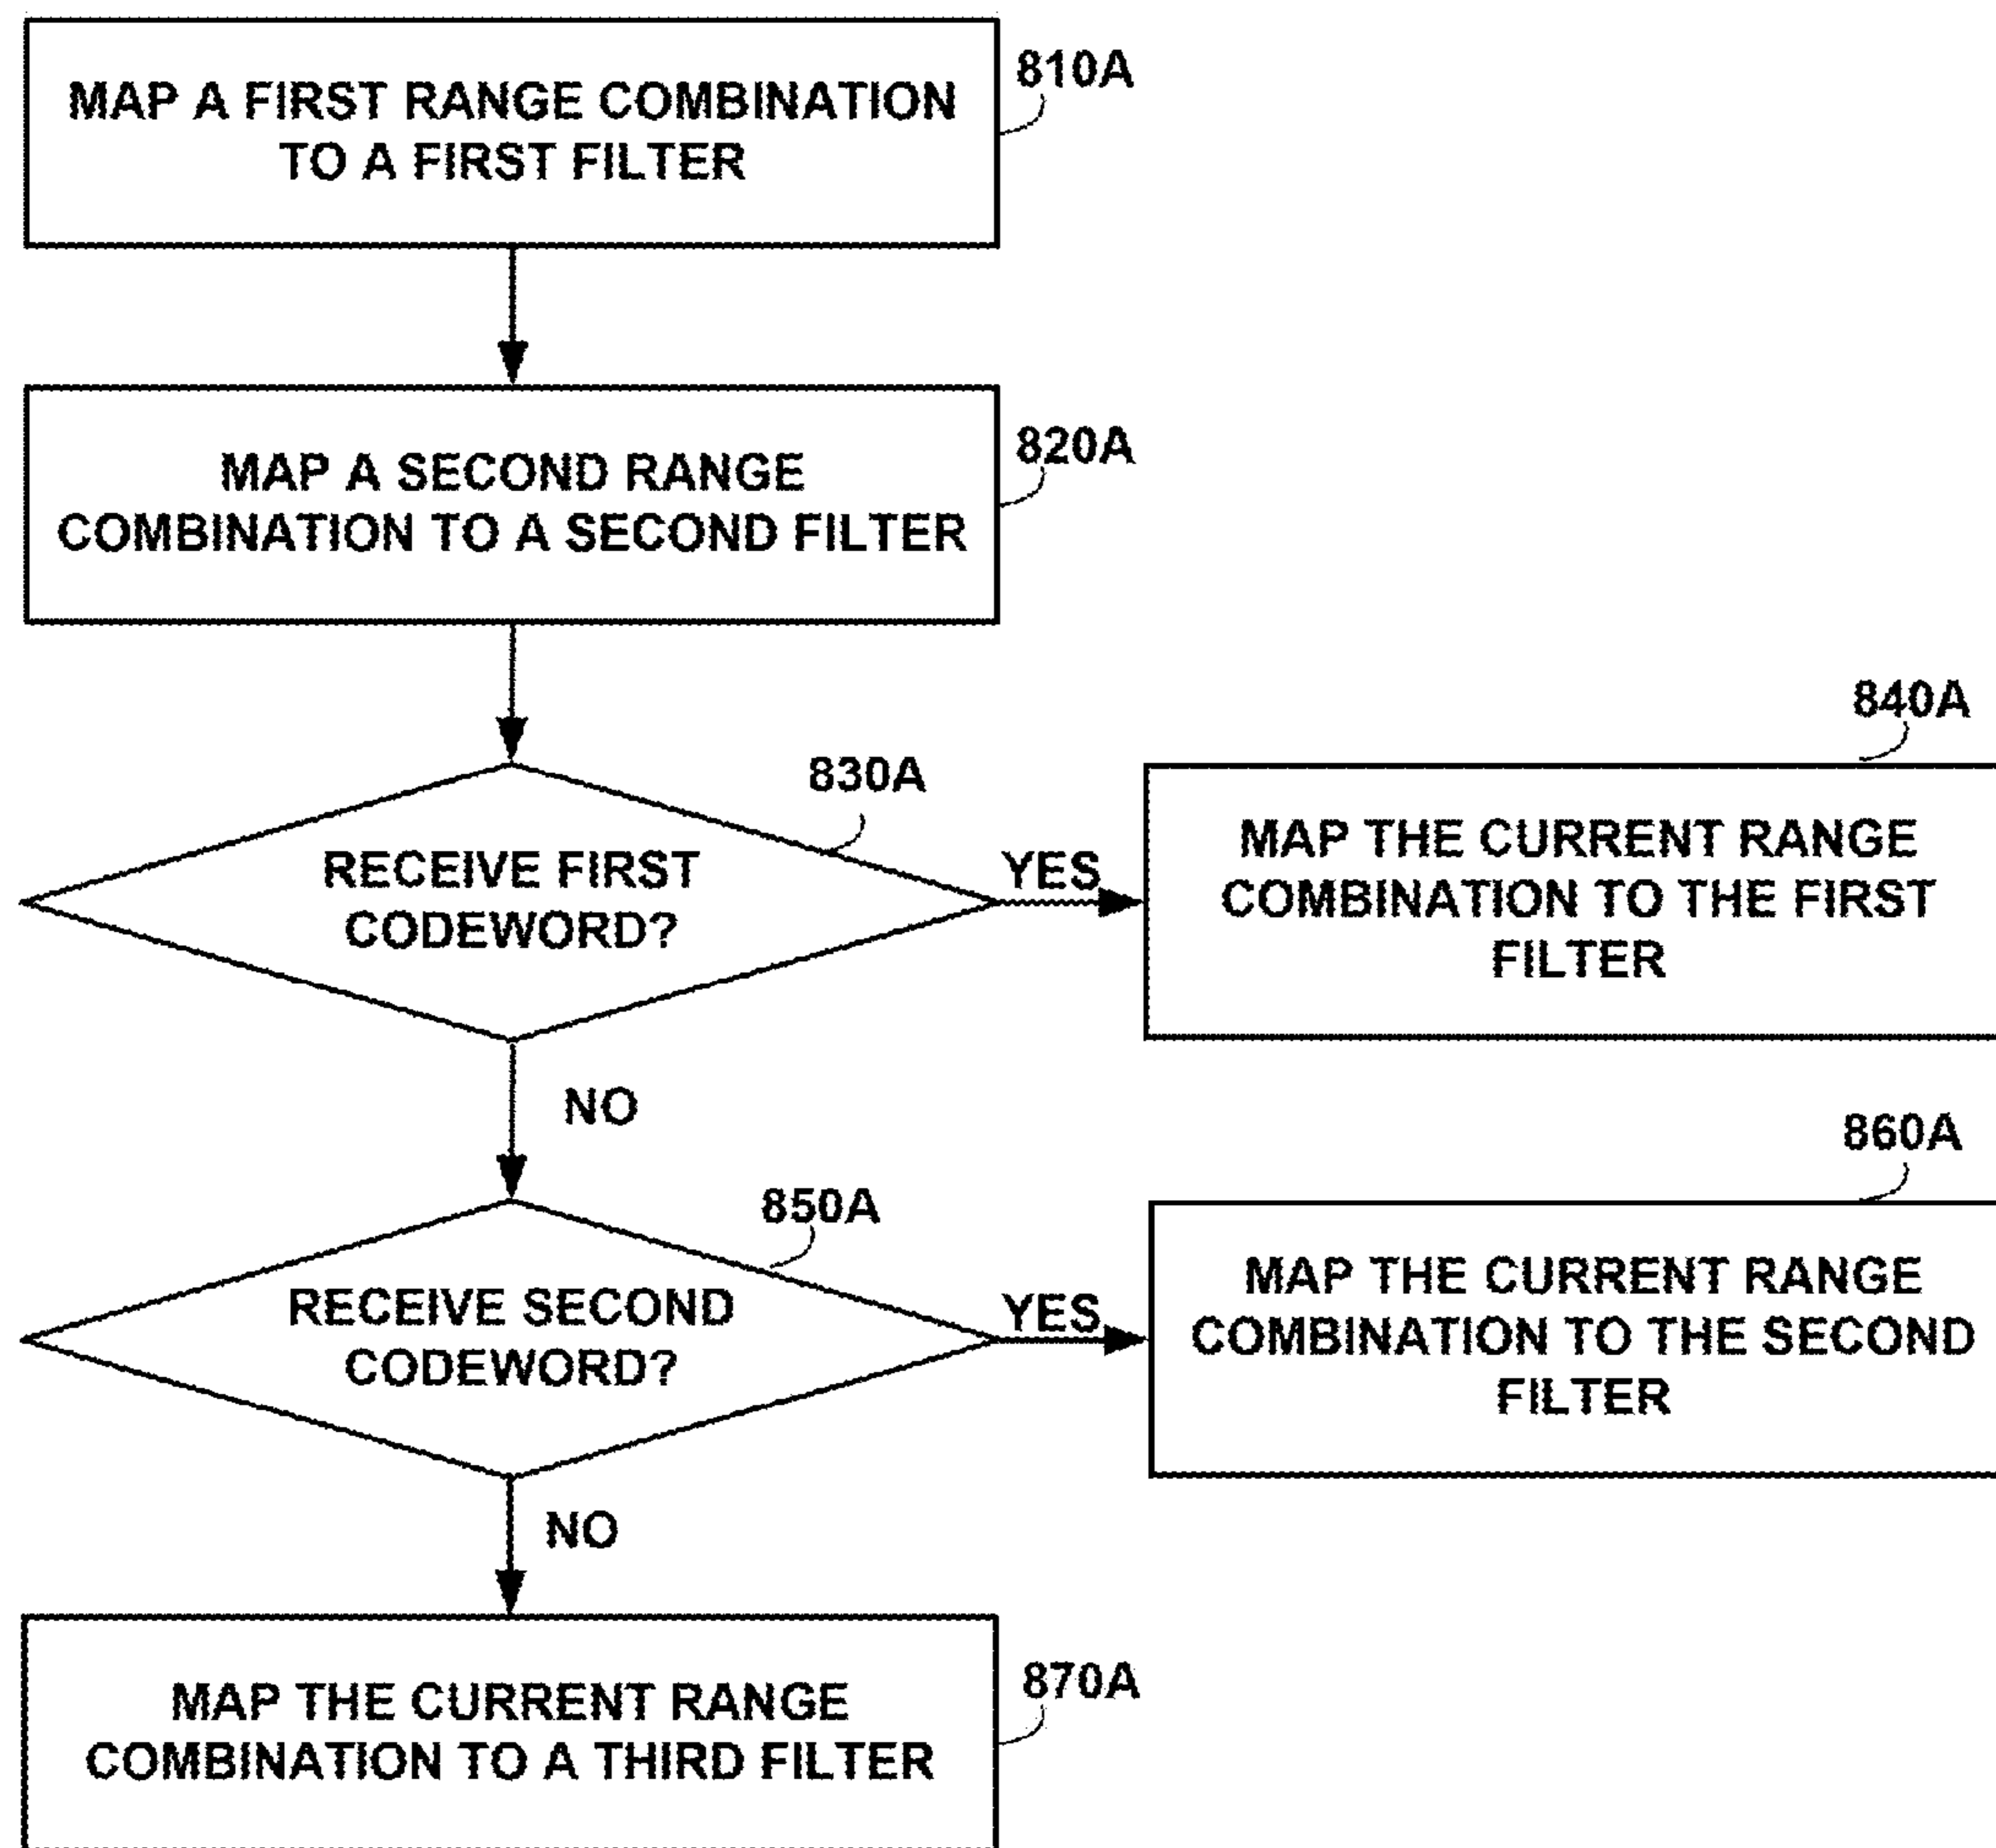 MAP A FIRST RANGE COMBINATION
TO A FIRST FILTER
810A
MAP A SECOND RANGE
COMBINATION TO A SECOND FILTER
820A
RECEIVE FIRST
CODEWORD?
830A
YES
MAP THE CURRENT RANGE
COMBINATION TO THE FIRST
FILTER
840A
NO
RECEIVE SECOND
CODEWORD?
850A
YES
MAP THE CURRENT RANGE
COMBINATION TO THE SECOND
FILTER
860A
NO
MAP THE CURRENT RANGE
COMBINATION TO A THIRD FILTER
870A